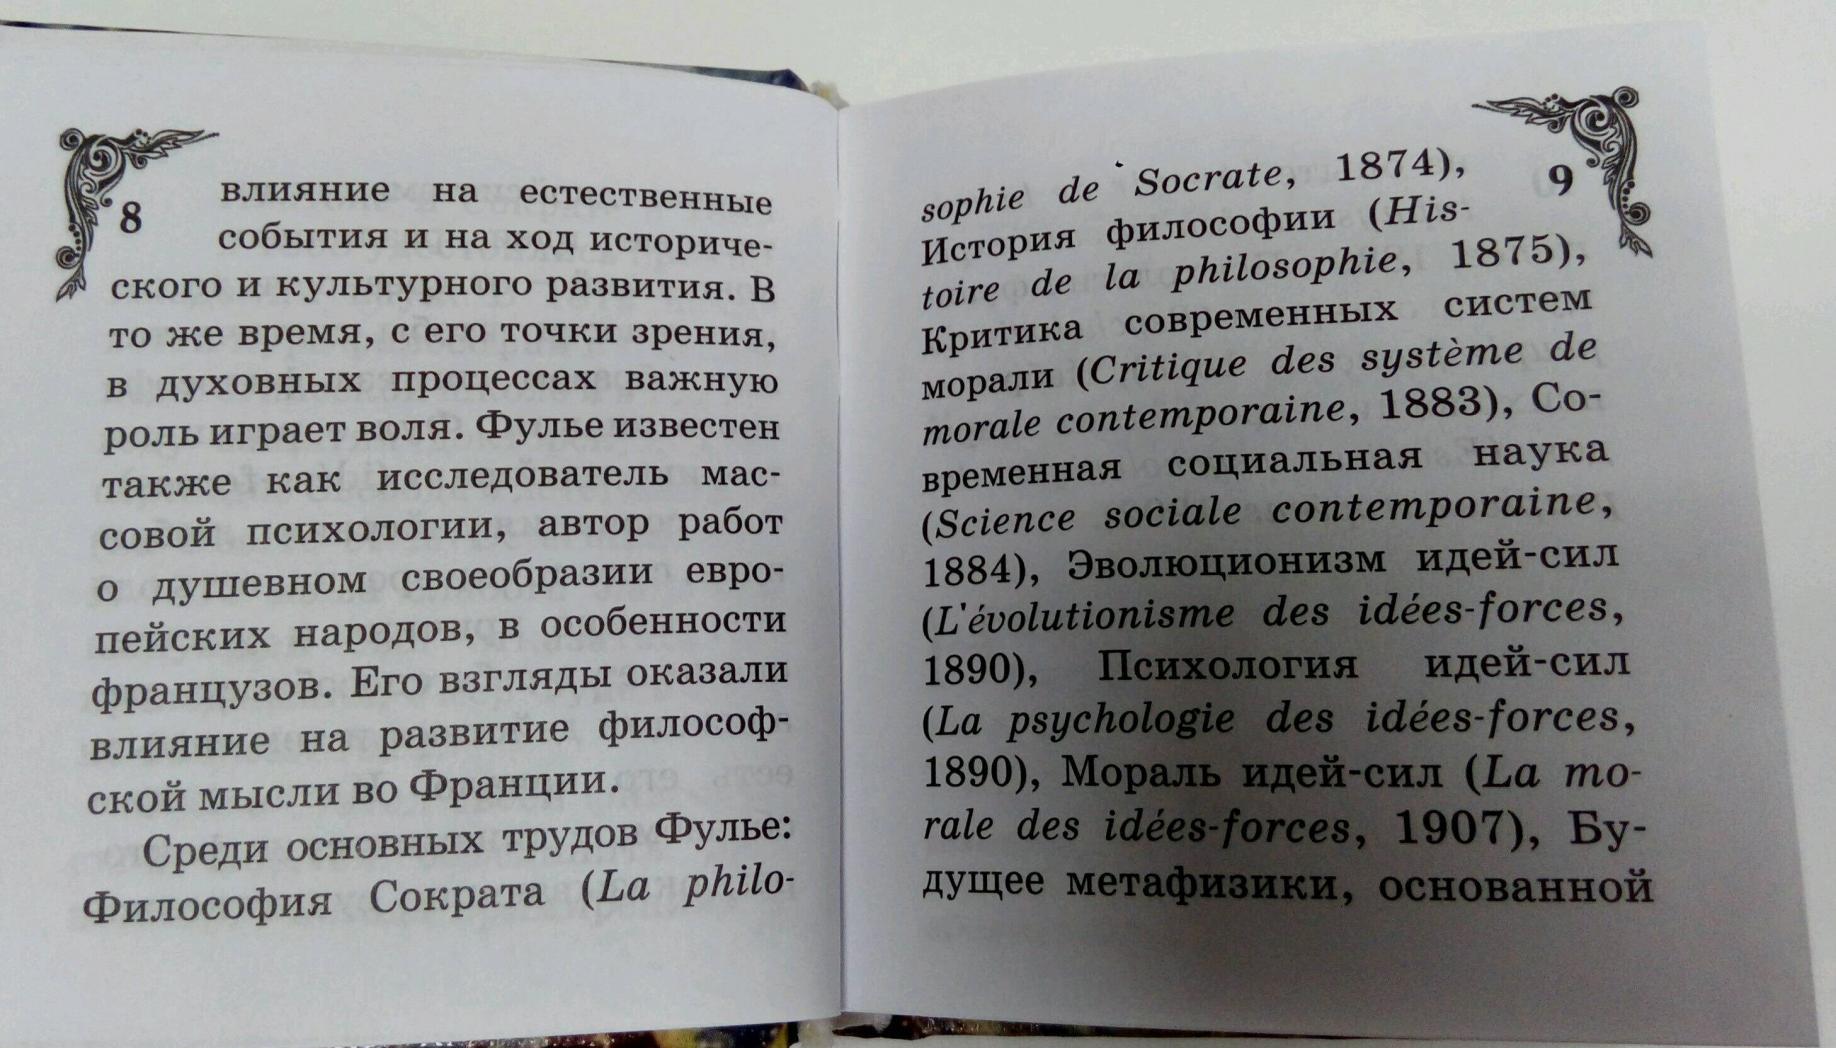 8
влияние на естественные
события и на ход историче-
ского и культурного развития. В
то же время, с его точки зрения,
в духовных процессах важную
роль играет воля. Фулье известен
также как исследователь мас-
совой психологии, автор работ
о душевном своеобразии евро-
пейских народов, в особенности
французов. Его взгляды оказали
влияние на развитие философ-
ской мысли во Франции.
Среди основных трудов Фулье:
Философия Сократа (La philo-
9
sophie de Socrate, 1874),
История философии (His-
toire de la philosophie, 1875),
Критика современных систем
морали (Critique des système de
morale contemporaine, 1883), Со-
временная социальная наука
(Science sociale contemporaine,
1884), Эволюционизм идей-сил
(L'évolutionisme des idées-forces,
1890), Психология идей-сил
(La psychologie des idées-forces,
1890), Мораль идей-сил (La mo-
rale des idées-forces, 1907), Бу-
дущее метафизики, основанной